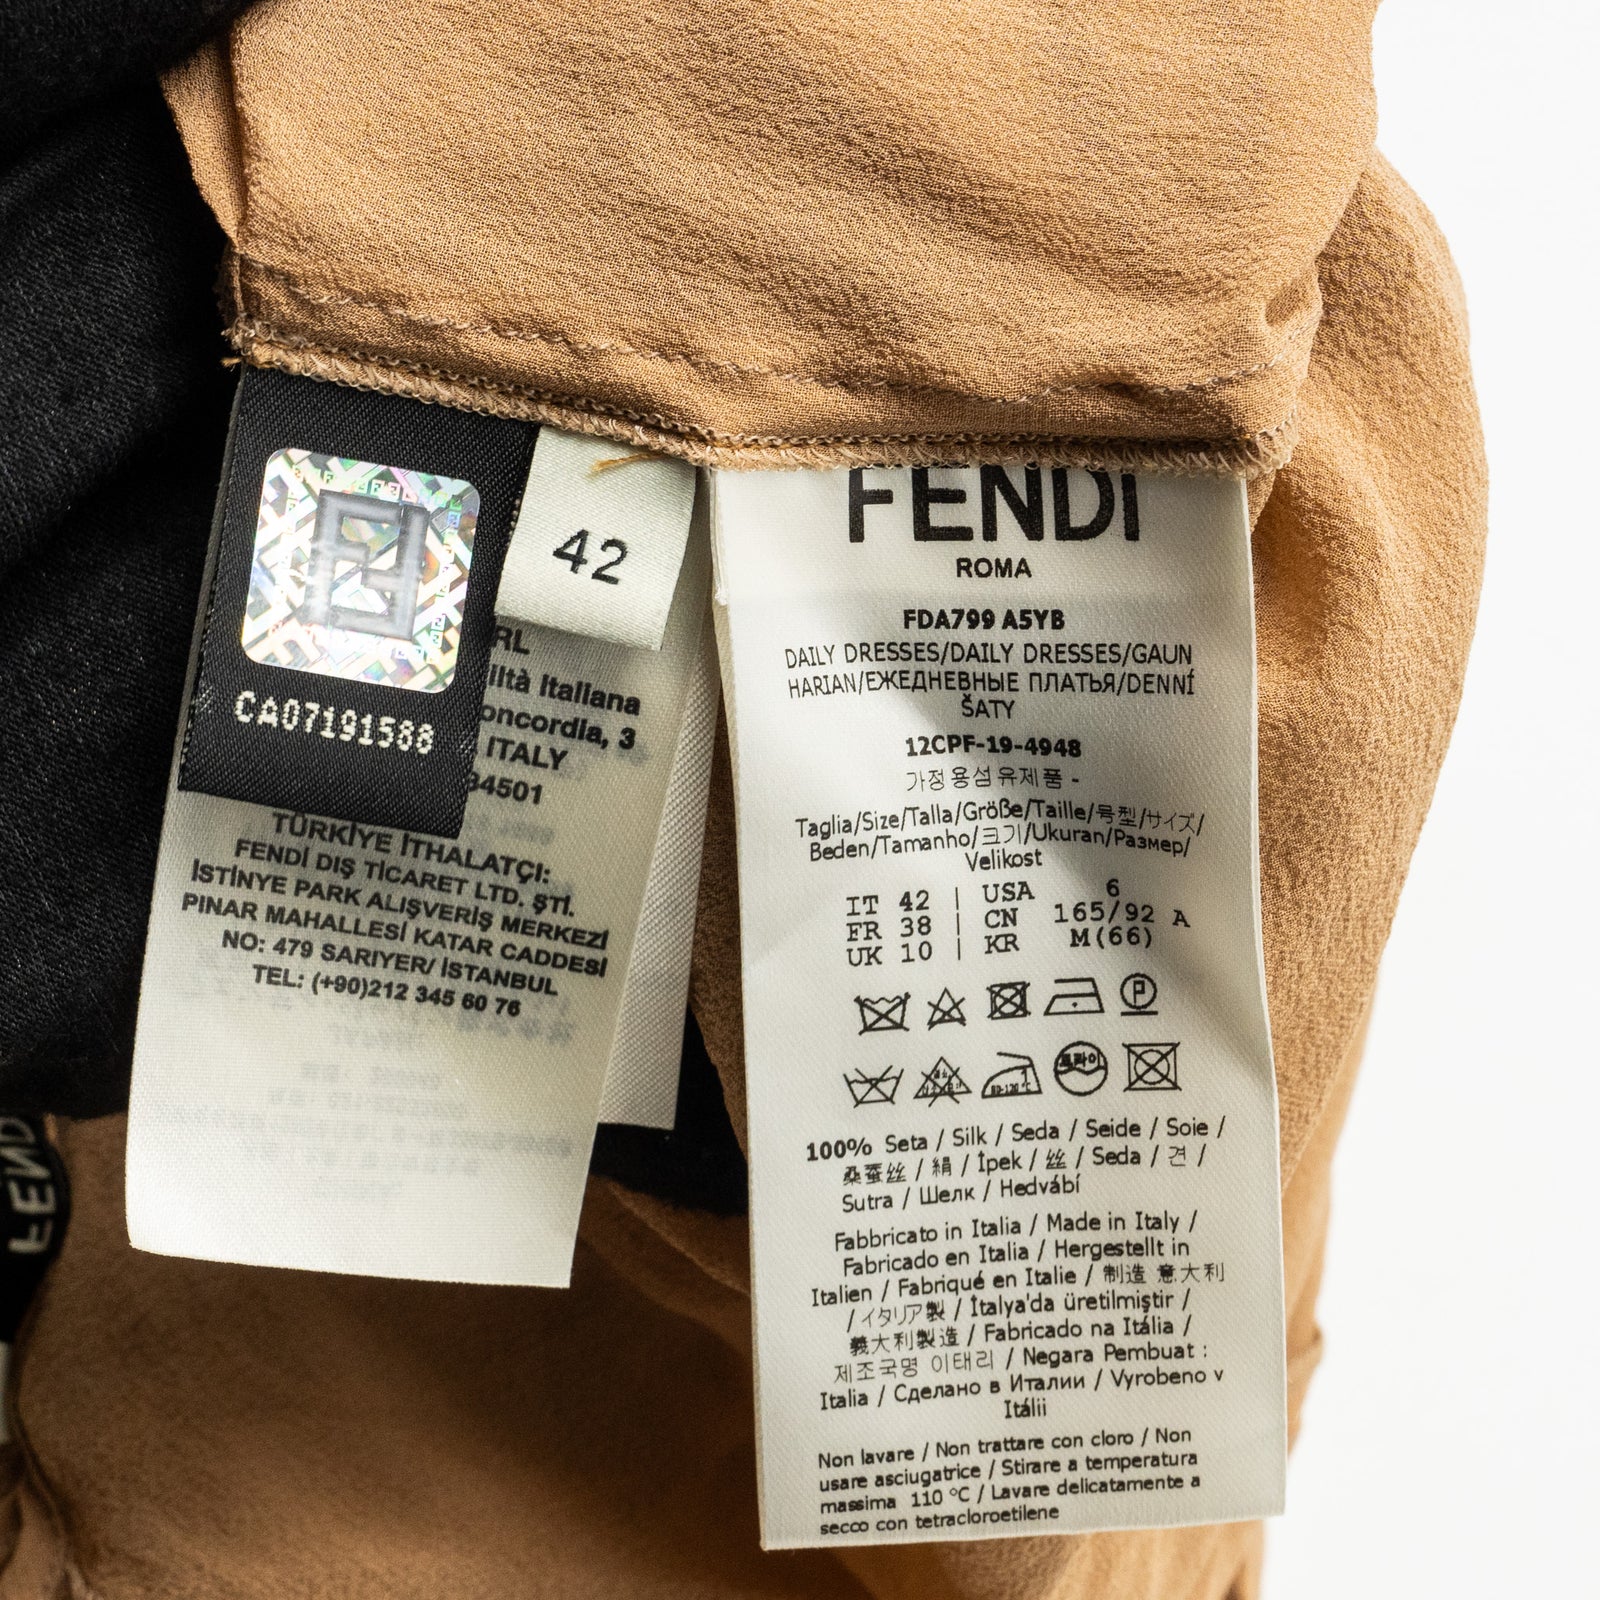 CA07191588
42
RL
iltà Italiana
oncordia, 3
ITALY
34501
TÜRKİYE İTHALATÇI:
FENDİ DIŞ TİCARET LTD. ŞTİ.
İSTİNYE PARK ALIŞVERİŞ MERKEZİ
PINAR MAHALLESİ KATAR CADDESİ
NO: 479 SARIYER/ İSTANBUL
TEL: (+90)212 345 60 76
FENDI
FENDI
ROMA
FDA799 A5YB
DAILY DRESSES/DAILY DRESSES/GAUN
HARIAN/ЕЖЕДНЕВНЫЕ ПЛАТЬЯ/DENNÍ
ŠATY
12CPF-19-4948
가정용섬유제품 -
Taglia/Size/Talla/Größe/Taille/号型/サイズ/
Beden/Tamanho/크기/Ukuran/Размер/
Velikost
IT 42 | USA 6
FR 38 | CN 165/92 A
UK 10 | KR M(66)
P
80-120℃ 드라이
100% Seta / Silk / Seda / Seide / Soie /
桑蚕丝 / 絹 / İpek / 丝 / Seda / 견 /
Sutra / Шелк / Hedvábí
Fabbricato in Italia / Made in Italy /
Fabricado en Italia / Hergestellt in
Italien / Fabriqué en Italie / 制造 意大利
/ イタリア製 / İtalya'da üretilmiştir /
義大利製造 / Fabricado na Itália /
제조국명 이태리 / Negara Pembuat :
Italia / Сделано в Италии / Vyrobeno v
Itálii
Non lavare / Non trattare con cloro / Non
usare asciugatrice / Stirare a temperatura
massima 110 °C / Lavare delicatamente a
secco con tetracloroetilene